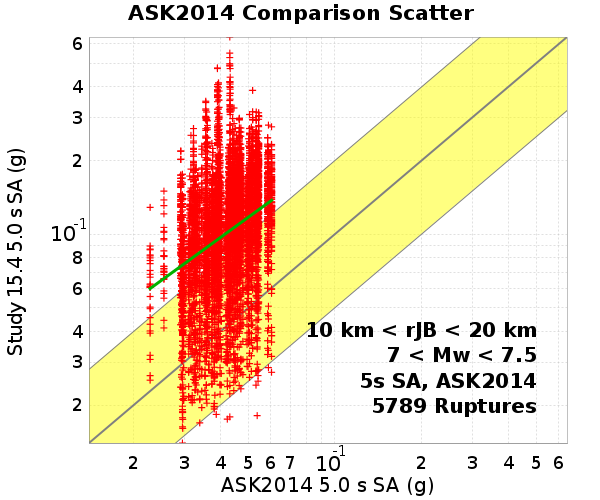 ASK2014 Comparison Scatter
6
4
3
2
10-1
8
6
4
3
2
Study 15.4 5.0 s SA (g)
10 km < rJB < 20 km
7 < Mw < 7.5
5s SA, ASK2014
5789 Ruptures
2 3 4 5 6 7 10-1 2 3 4 5 6
ASK2014 5.0 s SA (g)